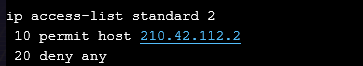 ip access-list standard 2
 10 permit host 210.42.112.2
 20 deny any